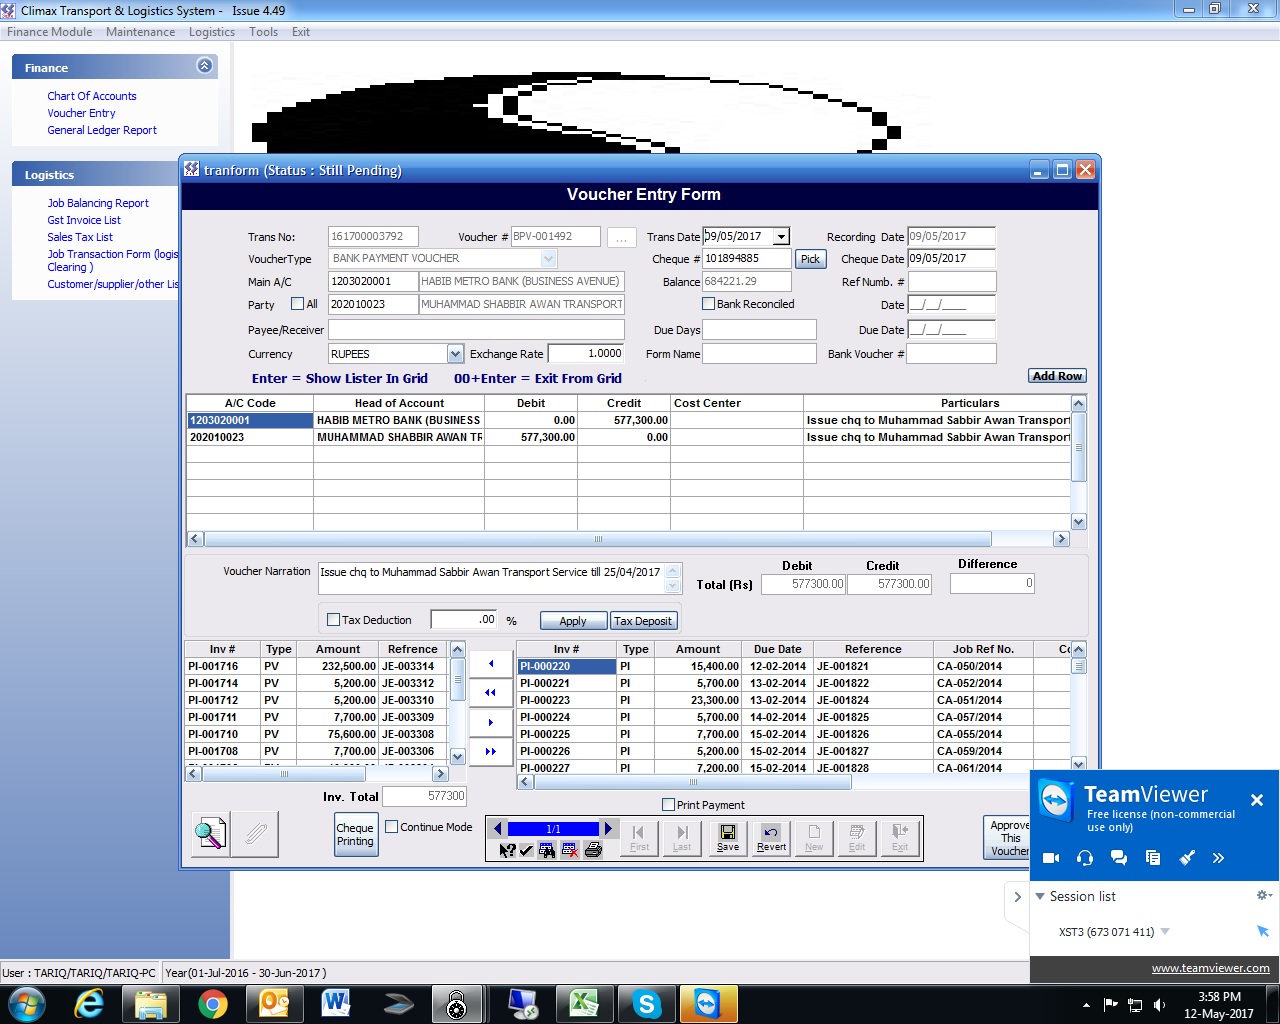 Climax Transport & Logistics System - Issue 4.49
Finance Module Maintenance Logistics Tools Exit
Finance
Chart Of Accounts
Voucher Entry
General Ledger Report
Logistics
Job Balancing Report
Gst Invoice List
Sales Tax List
Job Transaction Form (logis
Clearing )
Customer/supplier/other Lis
tranform (Status : Still Pending)
Voucher Entry Form
Trans No: 161700003792 Voucher # BPV-001492 ... Trans Date 09/05/2017 Recording Date 09/05/2017
VoucherType BANK PAYMENT VOUCHER Cheque # 101894885 Pick Cheque Date 09/05/2017
Main A/C 1203020001 HABIB METRO BANK (BUSINESS AVENUE) Balance 684221.29 Ref Numb. #
Party All 202010023 MUHAMMAD SHABBIR AWAN TRANSPORT Bank Reconciled Date __/__/____
Payee/Receiver Due Days Due Date __/__/____
Currency RUPEES Exchange Rate 1.0000 Form Name Bank Voucher #
Enter = Show Lister In Grid 00+Enter = Exit From Grid Add Row
A/C Code Head of Account Debit Credit Cost Center Particulars
1203020001 HABIB METRO BANK (BUSINESS 0.00 577,300.00 Issue chq to Muhammad Sabbir Awan Transport
202010023 MUHAMMAD SHABBIR AWAN TR 577,300.00 0.00 Issue chq to Muhammad Sabbir Awan Transport
Voucher Narration Issue chq to Muhammad Sabbir Awan Transport Service till 25/04/2017
Debit Credit Difference
Total (Rs) 577300.00 577300.00 0
Tax Deduction .00 % Apply Tax Deposit
Inv # Type Amount Refrence
PI-001716 PV 232,500.00 JE-003314
PI-001714 PV 5,200.00 JE-003312
PI-001712 PV 5,200.00 JE-003310
PI-001711 PV 7,700.00 JE-003309
PI-001710 PV 75,600.00 JE-003308
PI-001708 PV 7,700.00 JE-003306
Inv # Type Amount Due Date Reference Job Ref No. Co
PI-000220 PI 15,400.00 12-02-2014 JE-001821 CA-050/2014
PI-000221 PI 5,700.00 13-02-2014 JE-001822 CA-052/2014
PI-000223 PI 23,300.00 13-02-2014 JE-001824 CA-051/2014
PI-000224 PI 5,700.00 14-02-2014 JE-001825 CA-057/2014
PI-000225 PI 7,700.00 15-02-2014 JE-001826 CA-055/2014
PI-000226 PI 5,200.00 15-02-2014 JE-001827 CA-059/2014
PI-000227 PI 7,200.00 15-02-2014 JE-001828 CA-061/2014
Inv. Total 577300
Print Payment
Cheque
Printing
Continue Mode
1/1
First Last Save Revert New Edit Exit
Approve
This
Voucher
TeamViewer
Free license (non-commercial
use only)
Session list
XST3 (673 071 411)
www.teamviewer.com
User : TARIQ/TARIQ/TARIQ-PC Year(01-Jul-2016 - 30-Jun-2017 )
3:58 PM
12-May-2017